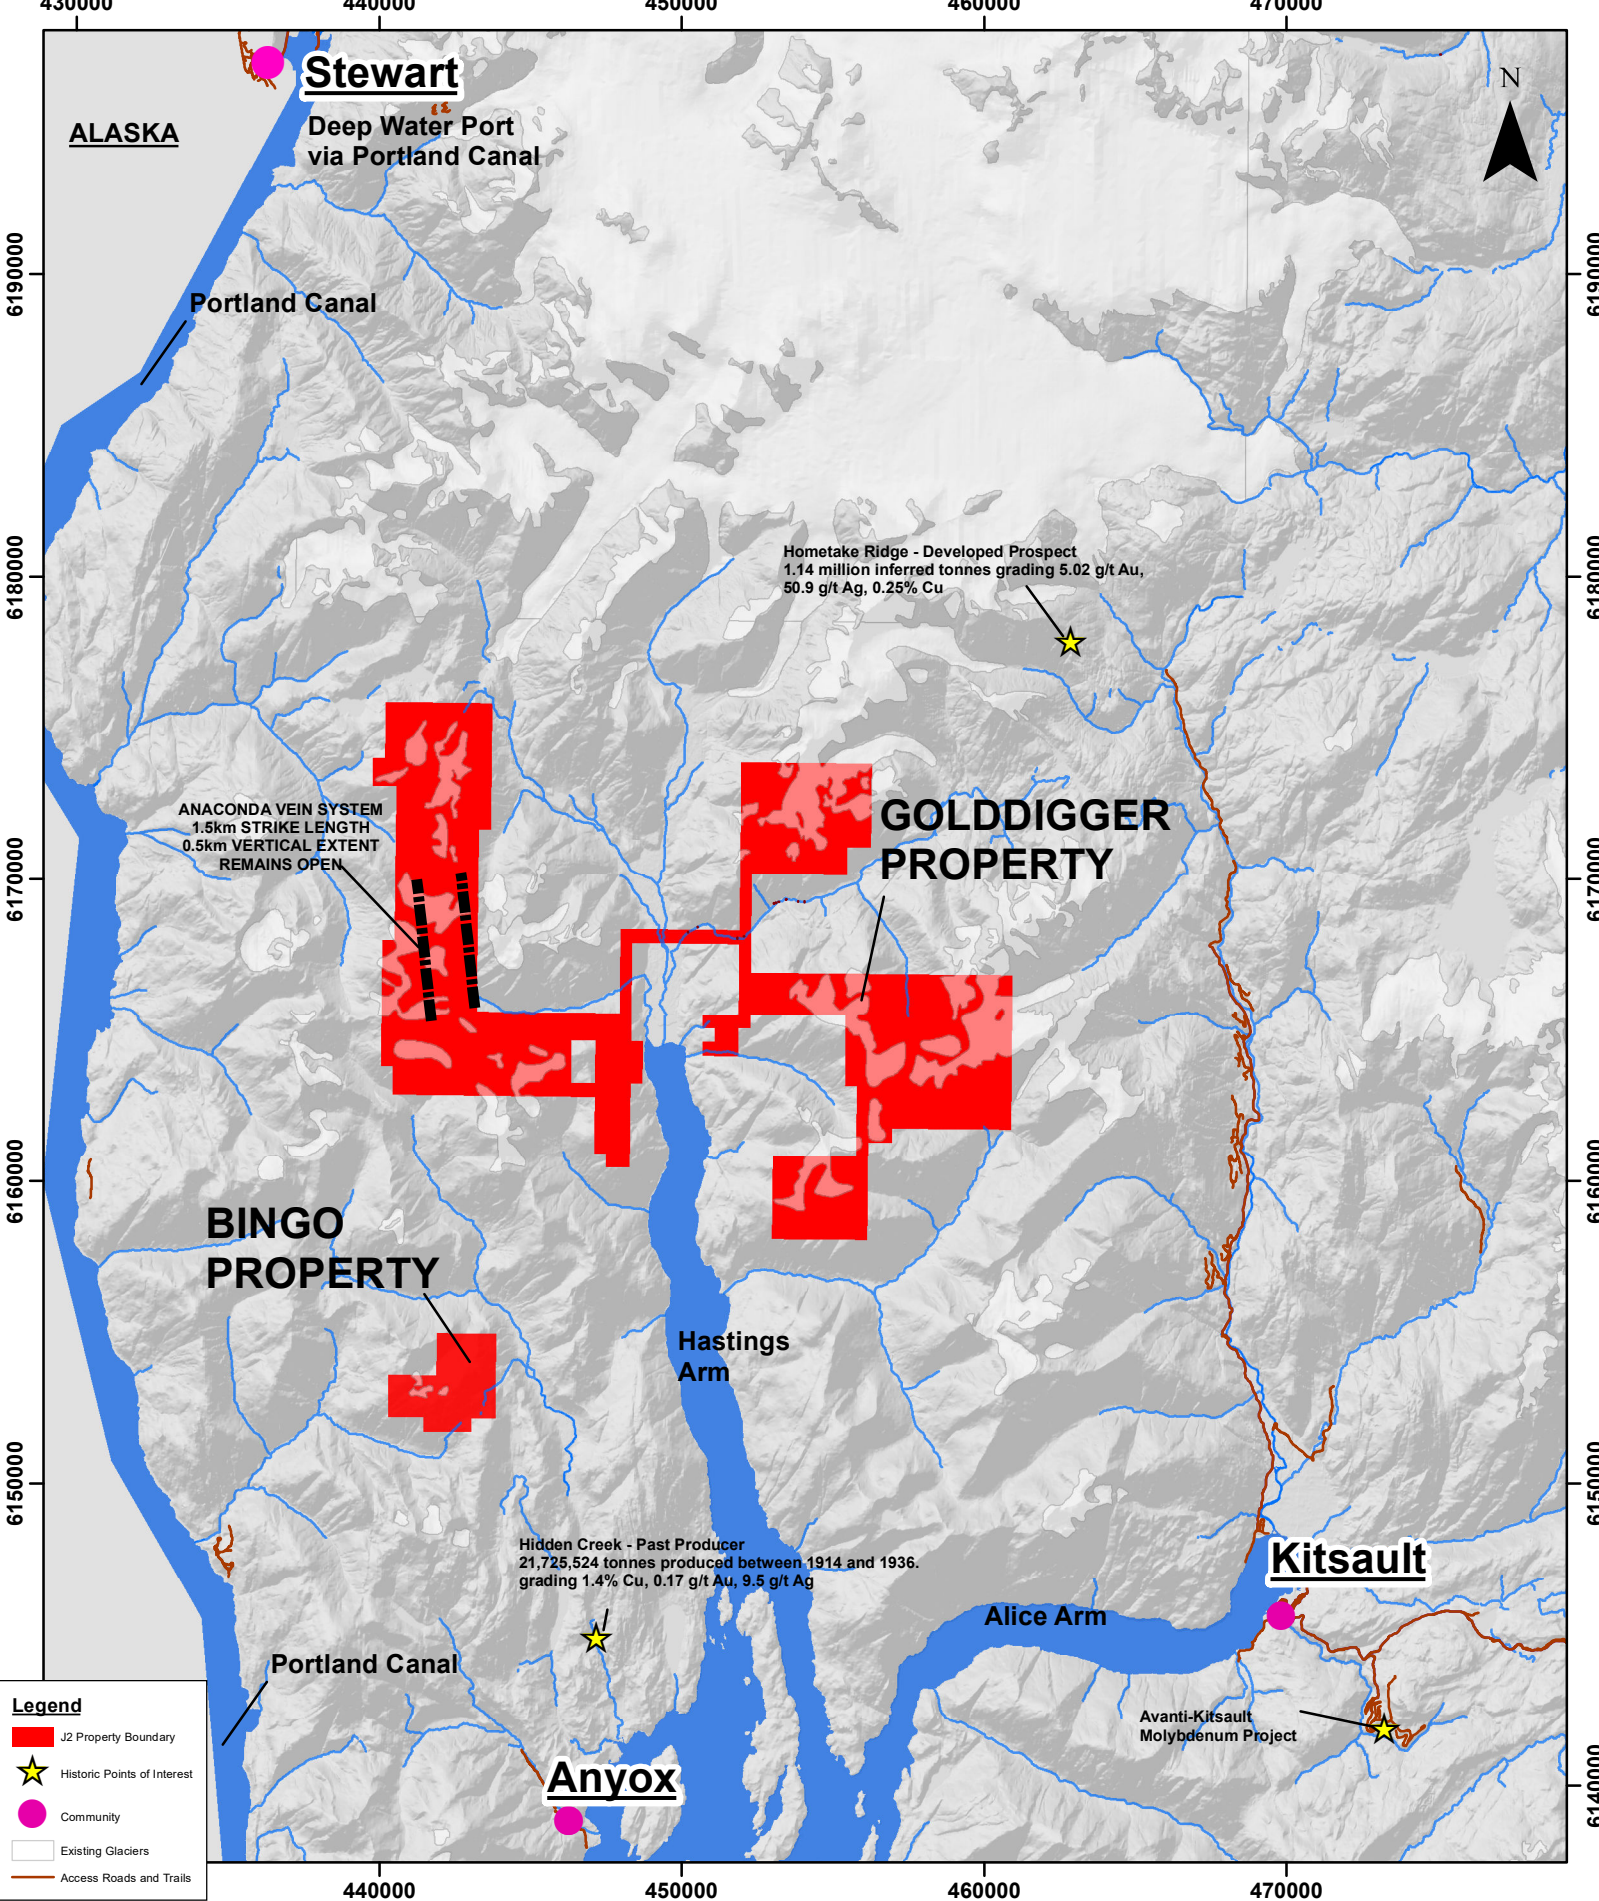 430000 440000 450000 460000 470000
Stewart
ALASKA
Deep Water Port
via Portland Canal
N
6190000
6190000
Portland Canal
6180000
6180000
Hometake Ridge - Developed Prospect
1.14 million inferred tonnes grading 5.02 g/t Au,
50.9 g/t Ag, 0.25% Cu
ANACONDA VEIN SYSTEM
1.5km STRIKE LENGTH
0.5km VERTICAL EXTENT
REMAINS OPEN
GOLDDIGGER
PROPERTY
6170000
6170000
6160000
6160000
BINGO
PROPERTY
Hastings
Arm
6150000
6150000
Hidden Creek - Past Producer
21,725,524 tonnes produced between 1914 and 1936.
grading 1.4% Cu, 0.17 g/t Au, 9.5 g/t Ag
Kitsault
Alice Arm
Portland Canal
Avanti-Kitsault
Molybdenum Project
6140000
Anyox
Legend
J2 Property Boundary
Historic Points of Interest
Community
Existing Glaciers
Access Roads and Trails
440000 450000 460000 470000